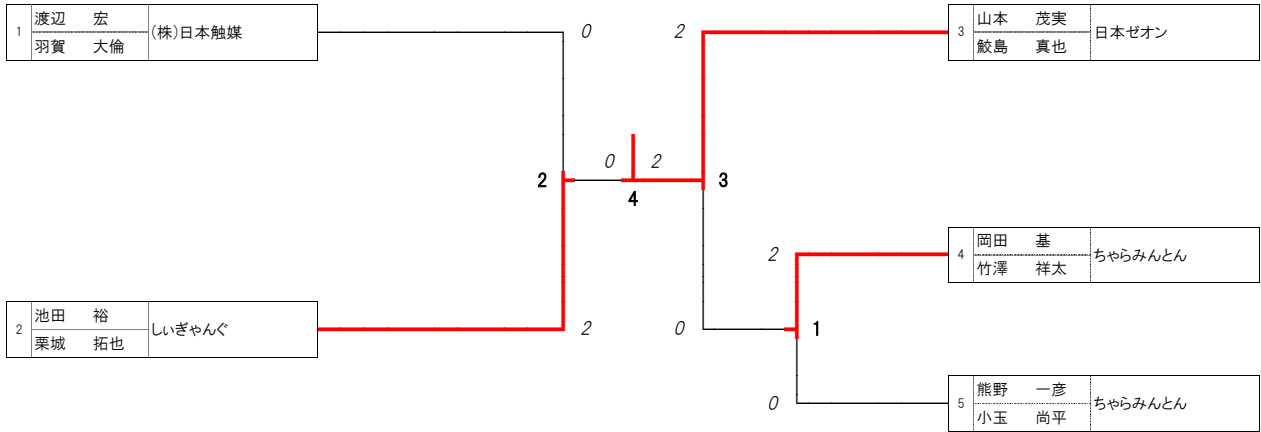 1 渡辺 宏 (株)日本触媒
羽賀 大倫
2 池田 裕 しぃぎゃんぐ
栗城 拓也
0
2
2
0 2
4
2
3
0
2
1
0
3 山本 茂実 日本ゼオン
鮫島 真也
4 岡田 基 ちゃらみんとん
竹澤 祥太
5 熊野 一彦 ちゃらみんとん
小玉 尚平